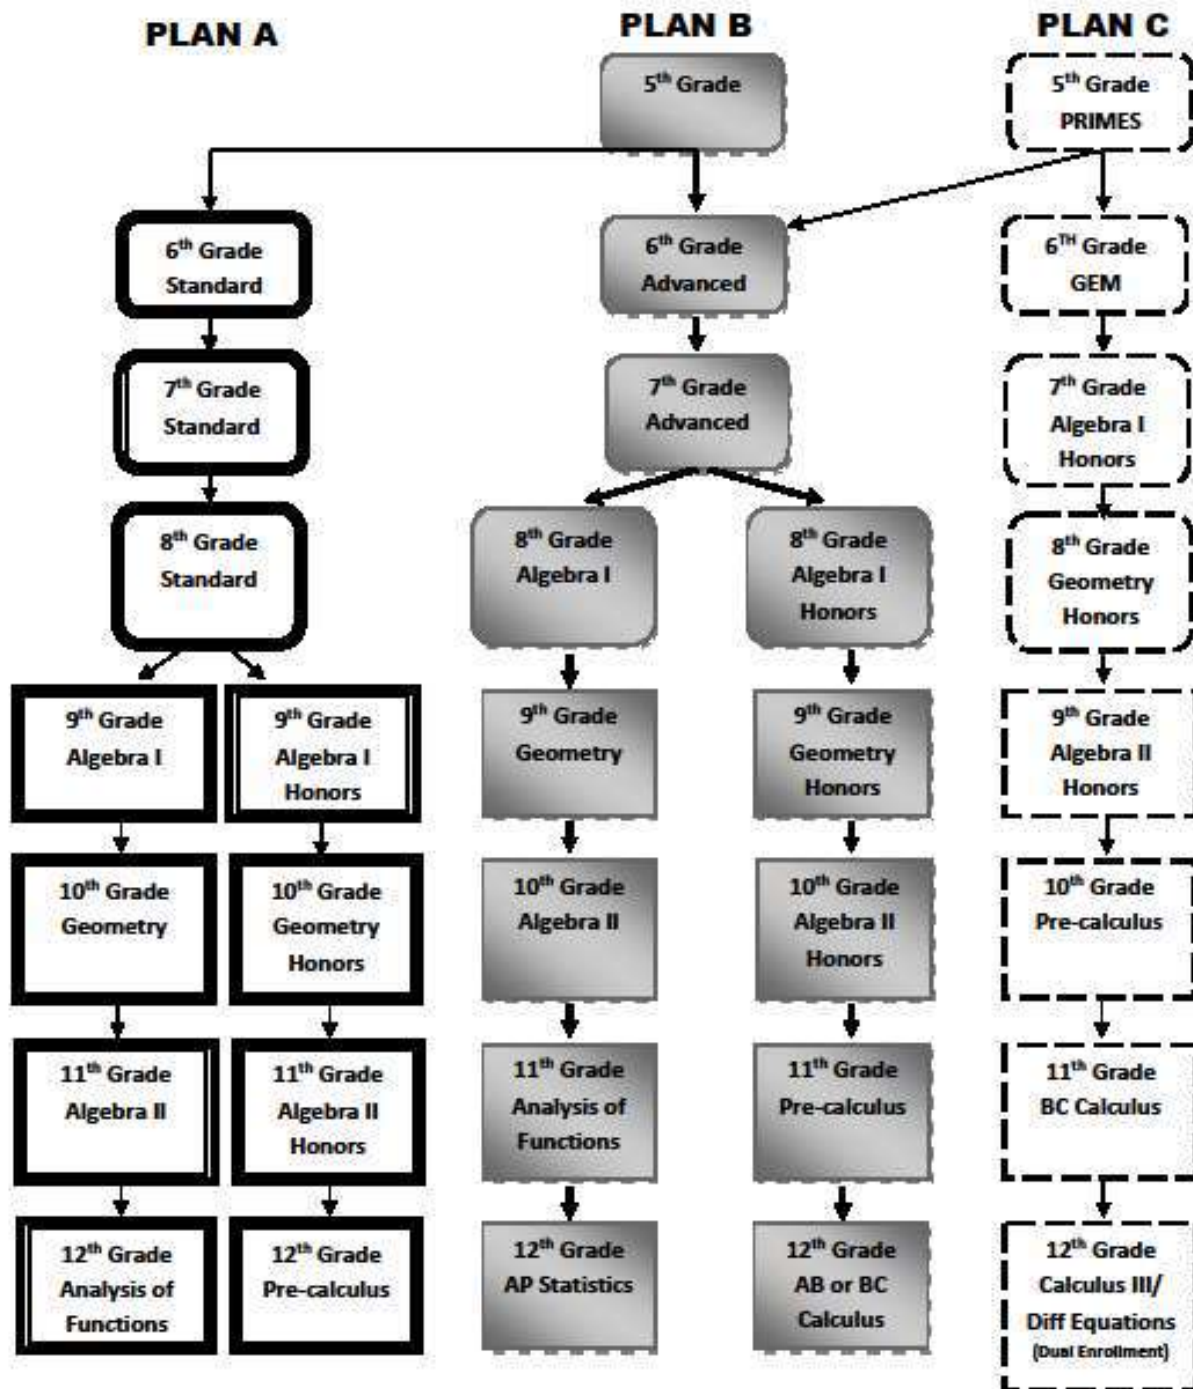 PLAN A
PLAN B
PLAN C
5th Grade
5th Grade
PRIMES
6th Grade
Standard
6th Grade
Advanced
6TH Grade
GEM
7th Grade
Standard
7th Grade
Advanced
7th Grade
Algebra I
Honors
8th Grade
Standard
8th Grade
Algebra I
8th Grade
Algebra I
Honors
8th Grade
Geometry
Honors
9th Grade
Algebra I
9th Grade
Algebra I
Honors
9th Grade
Geometry
9th Grade
Geometry
Honors
9th Grade
Algebra II
Honors
10th Grade
Geometry
10th Grade
Geometry
Honors
10th Grade
Algebra II
10th Grade
Algebra II
Honors
10th Grade
Pre-calculus
11th Grade
Algebra II
11th Grade
Algebra II
Honors
11th Grade
Analysis of
Functions
11th Grade
Pre-calculus
11th Grade
BC Calculus
12th Grade
Analysis of
Functions
12th Grade
Pre-calculus
12th Grade
AP Statistics
12th Grade
AB or BC
Calculus
12th Grade
Calculus III/
Diff Equations
(Dual Enrollment)